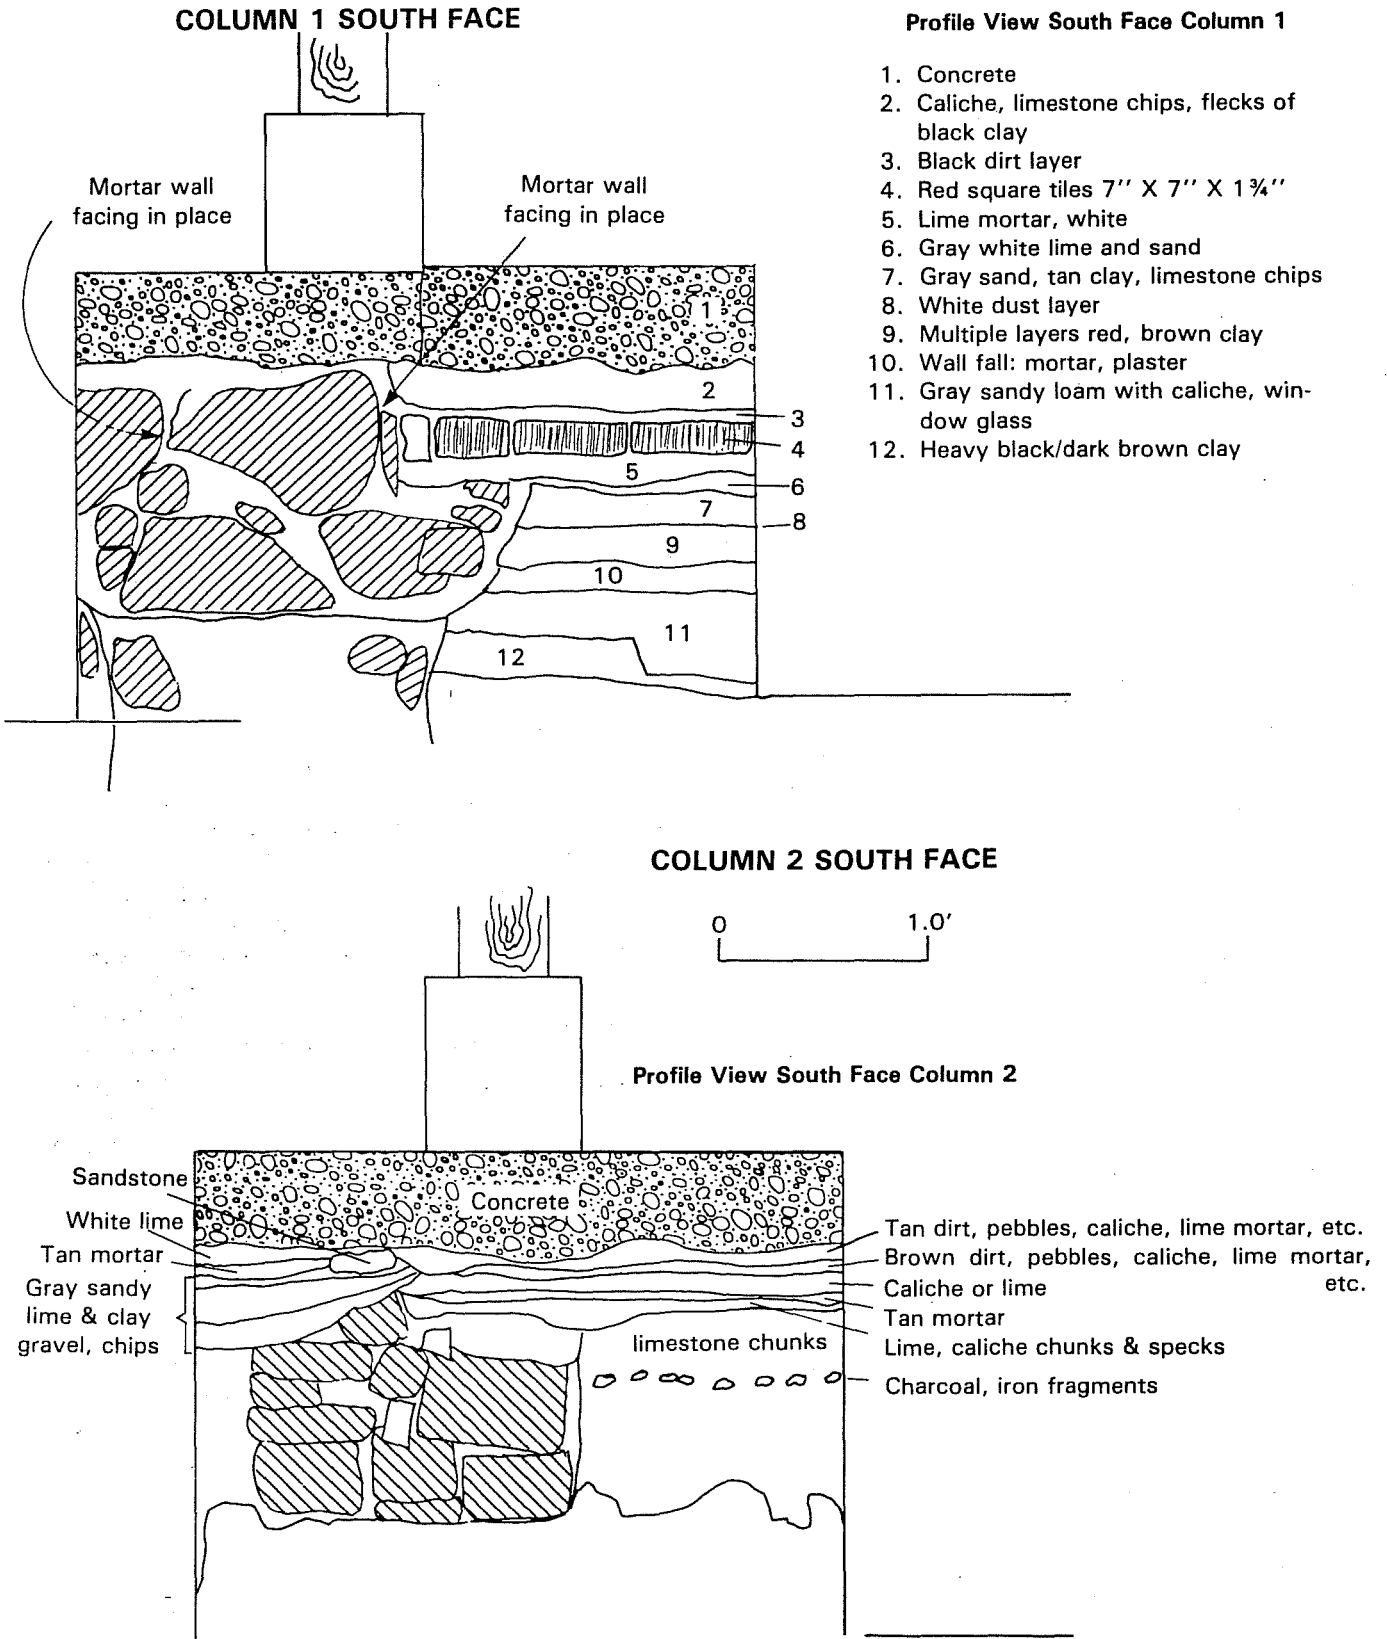 COLUMN 1 SOUTH FACE
Mortar wall
facing in place
Mortar wall
facing in place
1
2
3
4
5
6
7
8
9
10
11
12
Profile View South Face Column 1
1. Concrete
2. Caliche, limestone chips, flecks of
black clay
3. Black dirt layer
4. Red square tiles 7'' X 7'' X 1¾''
5. Lime mortar, white
6. Gray white lime and sand
7. Gray sand, tan clay, limestone chips
8. White dust layer
9. Multiple layers red, brown clay
10. Wall fall: mortar, plaster
11. Gray sandy loam with caliche, win-
dow glass
12. Heavy black/dark brown clay
COLUMN 2 SOUTH FACE
0 1.0'
Profile View South Face Column 2
Sandstone
White lime
Tan mortar
Gray sandy
lime & clay
gravel, chips
Concrete
limestone chunks
Tan dirt, pebbles, caliche, lime mortar, etc.
Brown dirt, pebbles, caliche, lime mortar,
etc.
Caliche or lime
Tan mortar
Lime, caliche chunks & specks
Charcoal, iron fragments